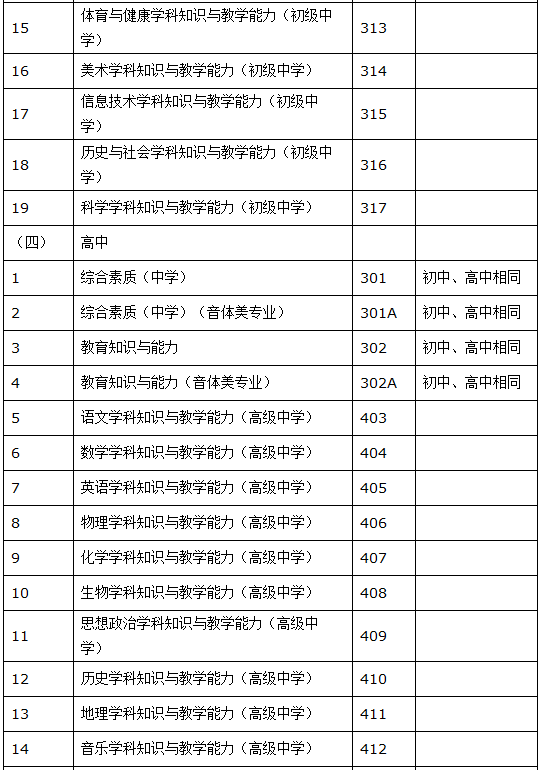 15 体育与健康学科知识与教学能力（初级中 313
学）
16 美术学科知识与教学能力（初级中学） 314
17 信息技术学科知识与教学能力（初级中 315
学）
18 历史与社会学科知识与教学能力（初级中 316
学）
19 科学学科知识与教学能力（初级中学） 317
（四） 高中
1 综合素质（中学） 301 初中、高中相同
2 综合素质（中学）（音体美专业） 301A 初中、高中相同
3 教育知识与能力 302 初中、高中相同
4 教育知识与能力（音体美专业） 302A 初中、高中相同
5 语文学科知识与教学能力（高级中学） 403
6 数学学科知识与教学能力（高级中学） 404
7 英语学科知识与教学能力（高级中学） 405
8 物理学科知识与教学能力（高级中学） 406
9 化学学科知识与教学能力（高级中学） 407
10 生物学科知识与教学能力（高级中学） 408
11 思想政治学科知识与教学能力（高级中 409
学）
12 历史学科知识与教学能力（高级中学） 410
13 地理学科知识与教学能力（高级中学） 411
14 音乐学科知识与教学能力（高级中学） 412